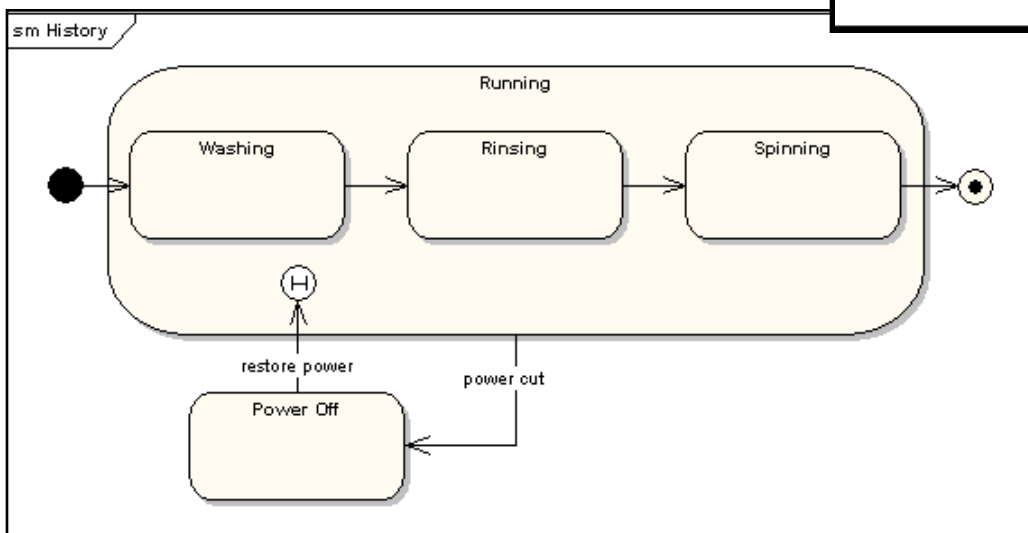 sm History
Running
Washing
Rinsing
Spinning
H
restore power
power cut
Power Off